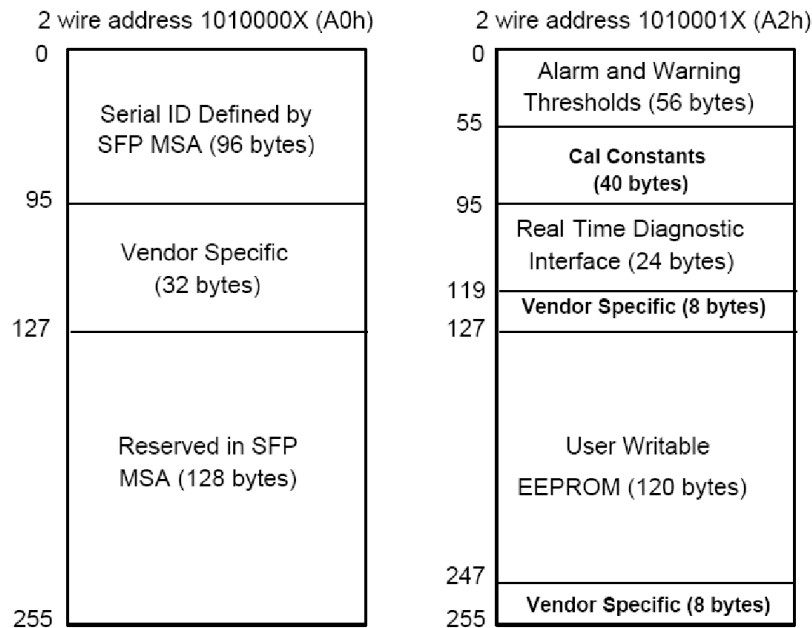 2 wire address 1010000X (A0h)
0
Serial ID Defined by
SFP MSA (96 bytes)
95
Vendor Specific
(32 bytes)
127
Reserved in SFP
MSA (128 bytes)
255
2 wire address 1010001X (A2h)
0
Alarm and Warning
Thresholds (56 bytes)
55
Cal Constants
(40 bytes)
95
Real Time Diagnostic
Interface (24 bytes)
119
Vendor Specific (8 bytes)
127
User Writable
EEPROM (120 bytes)
247
Vendor Specific (8 bytes)
255